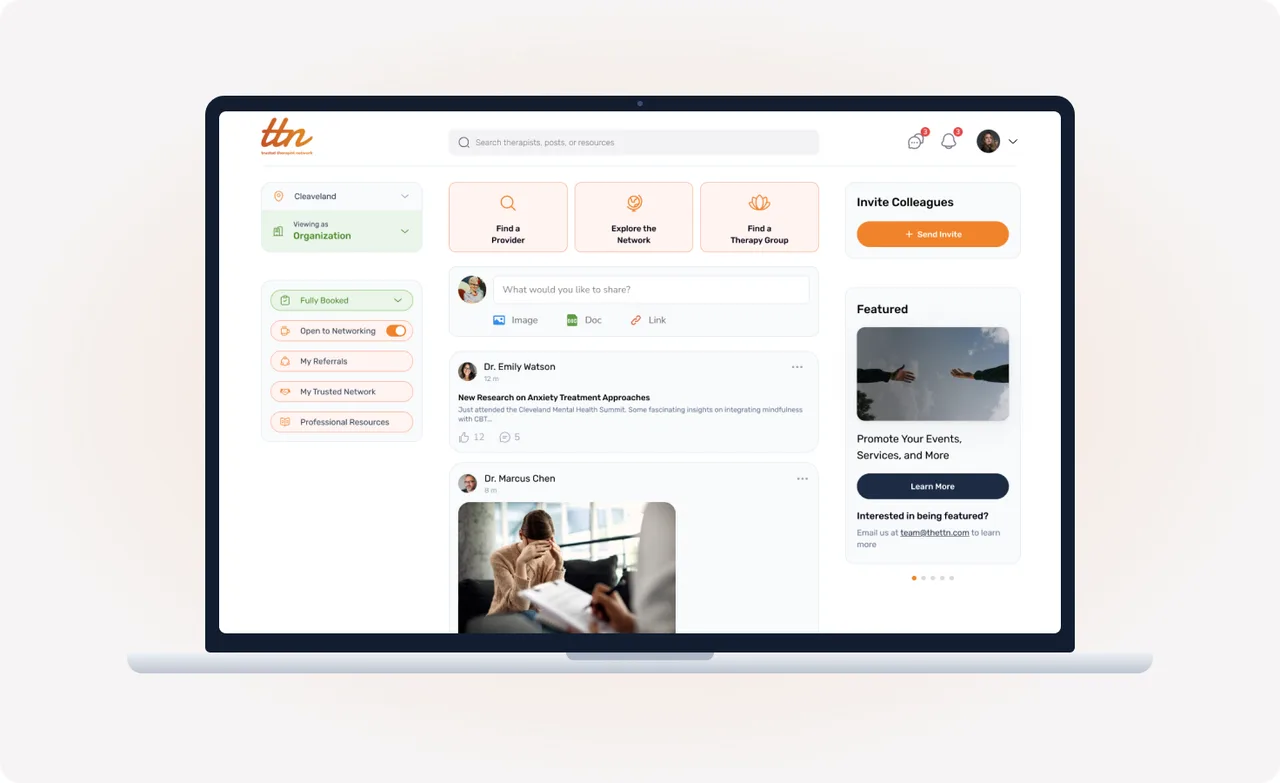 ttn
trusted therapist network
Search therapists, posts, or resources
3
3
Cleaveland
Viewing as
Organization
Fully Booked
Open to Networking
My Referrals
My Trusted Network
Professional Resources
Find a
Provider
Explore the
Network
Find a
Therapy Group
What would you like to share?
Image
DOC
Doc
Link
Dr. Emily Watson
12 m
New Research on Anxiety Treatment Approaches
Just attended the Cleveland Mental Health Summit. Some fascinating insights on integrating mindfulness
with CBT...
12
5
Dr. Marcus Chen
8 m
Invite Colleagues
+ Send Invite
Featured
Promote Your Events,
Services, and More
Learn More
Interested in being featured?
Email us at team@thettn.com to learn
more